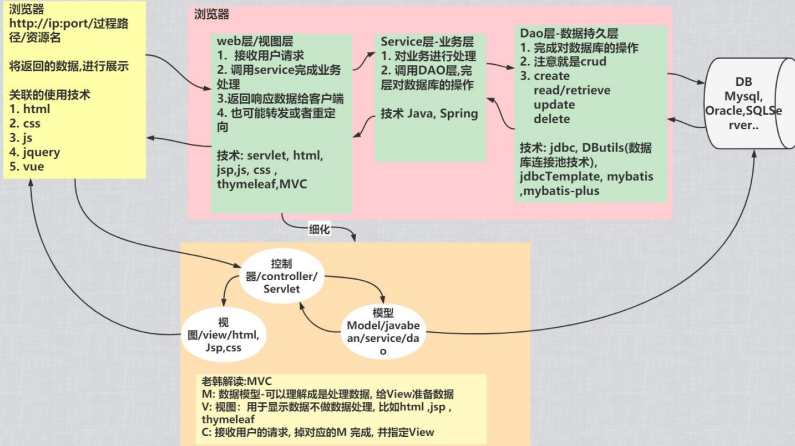 浏览器
http://ip:port/过程路
径/资源名
将返回的数据,进行展示
关联的使用技术
1. html
2. css
3. js
4. jquery
5. vue
浏览器
web层/视图层
1. 接收用户请求
2. 调用service完成业务
处理
3.返回响应数据给客户端
4. 也可能转发或者重定
向
技术: servlet, html,
jsp,js, css ,
thymeleaf,MVC
Service层-业务层
1. 对业务进行处理
2. 调用DAO层,完
层对数据库的操作
技术 Java, Spring
Dao层-数据持久层
1. 完成对数据库的操作
2. 注意就是crud
3. create
read/retrieve
update
delete
技术: jdbc, DButils(数据
库连接池技术),
jdbcTemplate, mybatis
,mybatis-plus
DB
Mysql,
Oracle,SQLSe
rver..
细化
控制
器/controller/
Servlet
视
图/view/html,
Jsp,css
模型
Model/javabe
an/service/da
o
老韩解读:MVC
M: 数据模型-可以理解成是处理数据, 给View准备数据
V: 视图: 用于显示数据不做数据处理, 比如html ,jsp ,
thymeleaf
C: 接收用户的请求, 掉对应的M 完成, 并指定View